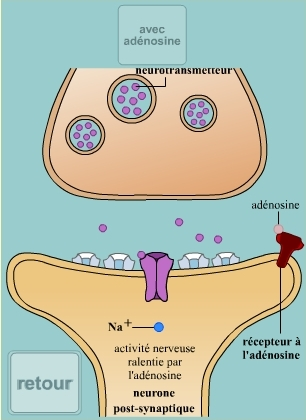 avec
adénosine
neurotransmetteur
adénosine
récepteur à
l'adénosine
Na+
activité nerveuse
ralentie par
l'adénosine
neurone
post-synaptique
retour